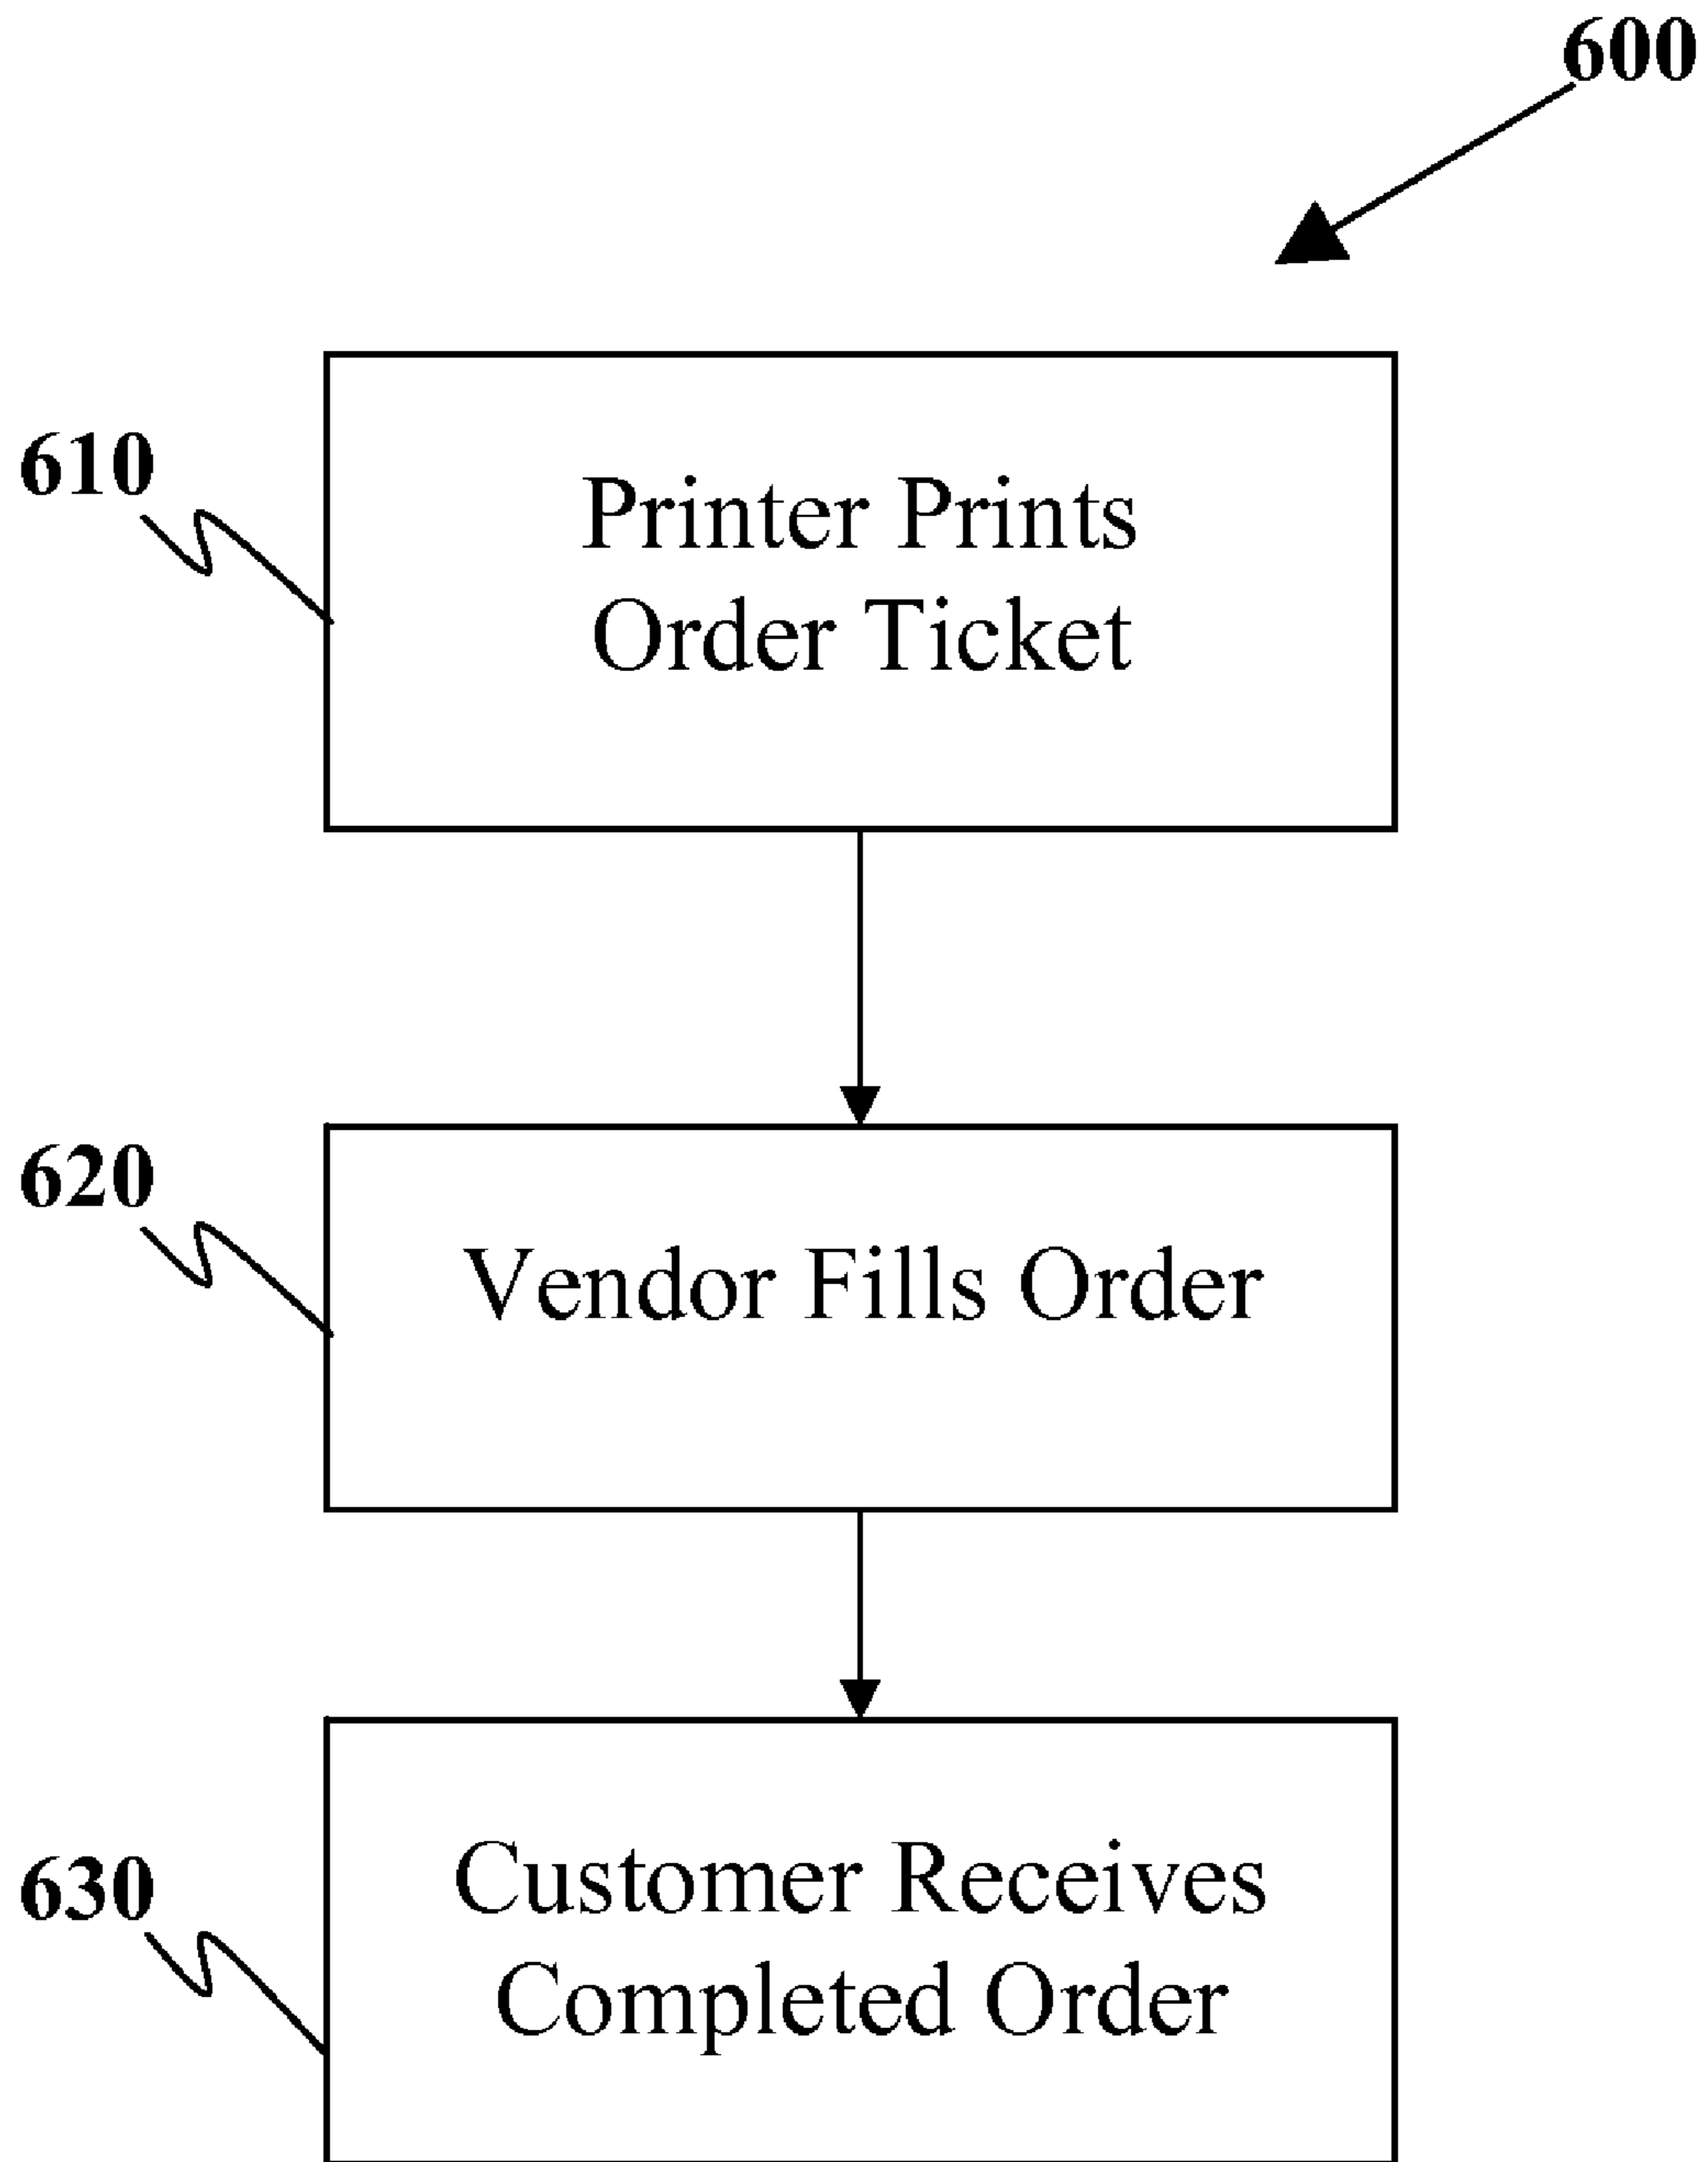 600
610
Printer Prints
Order Ticket
620
Vendor Fills Order
630
Customer Receives
Completed Order